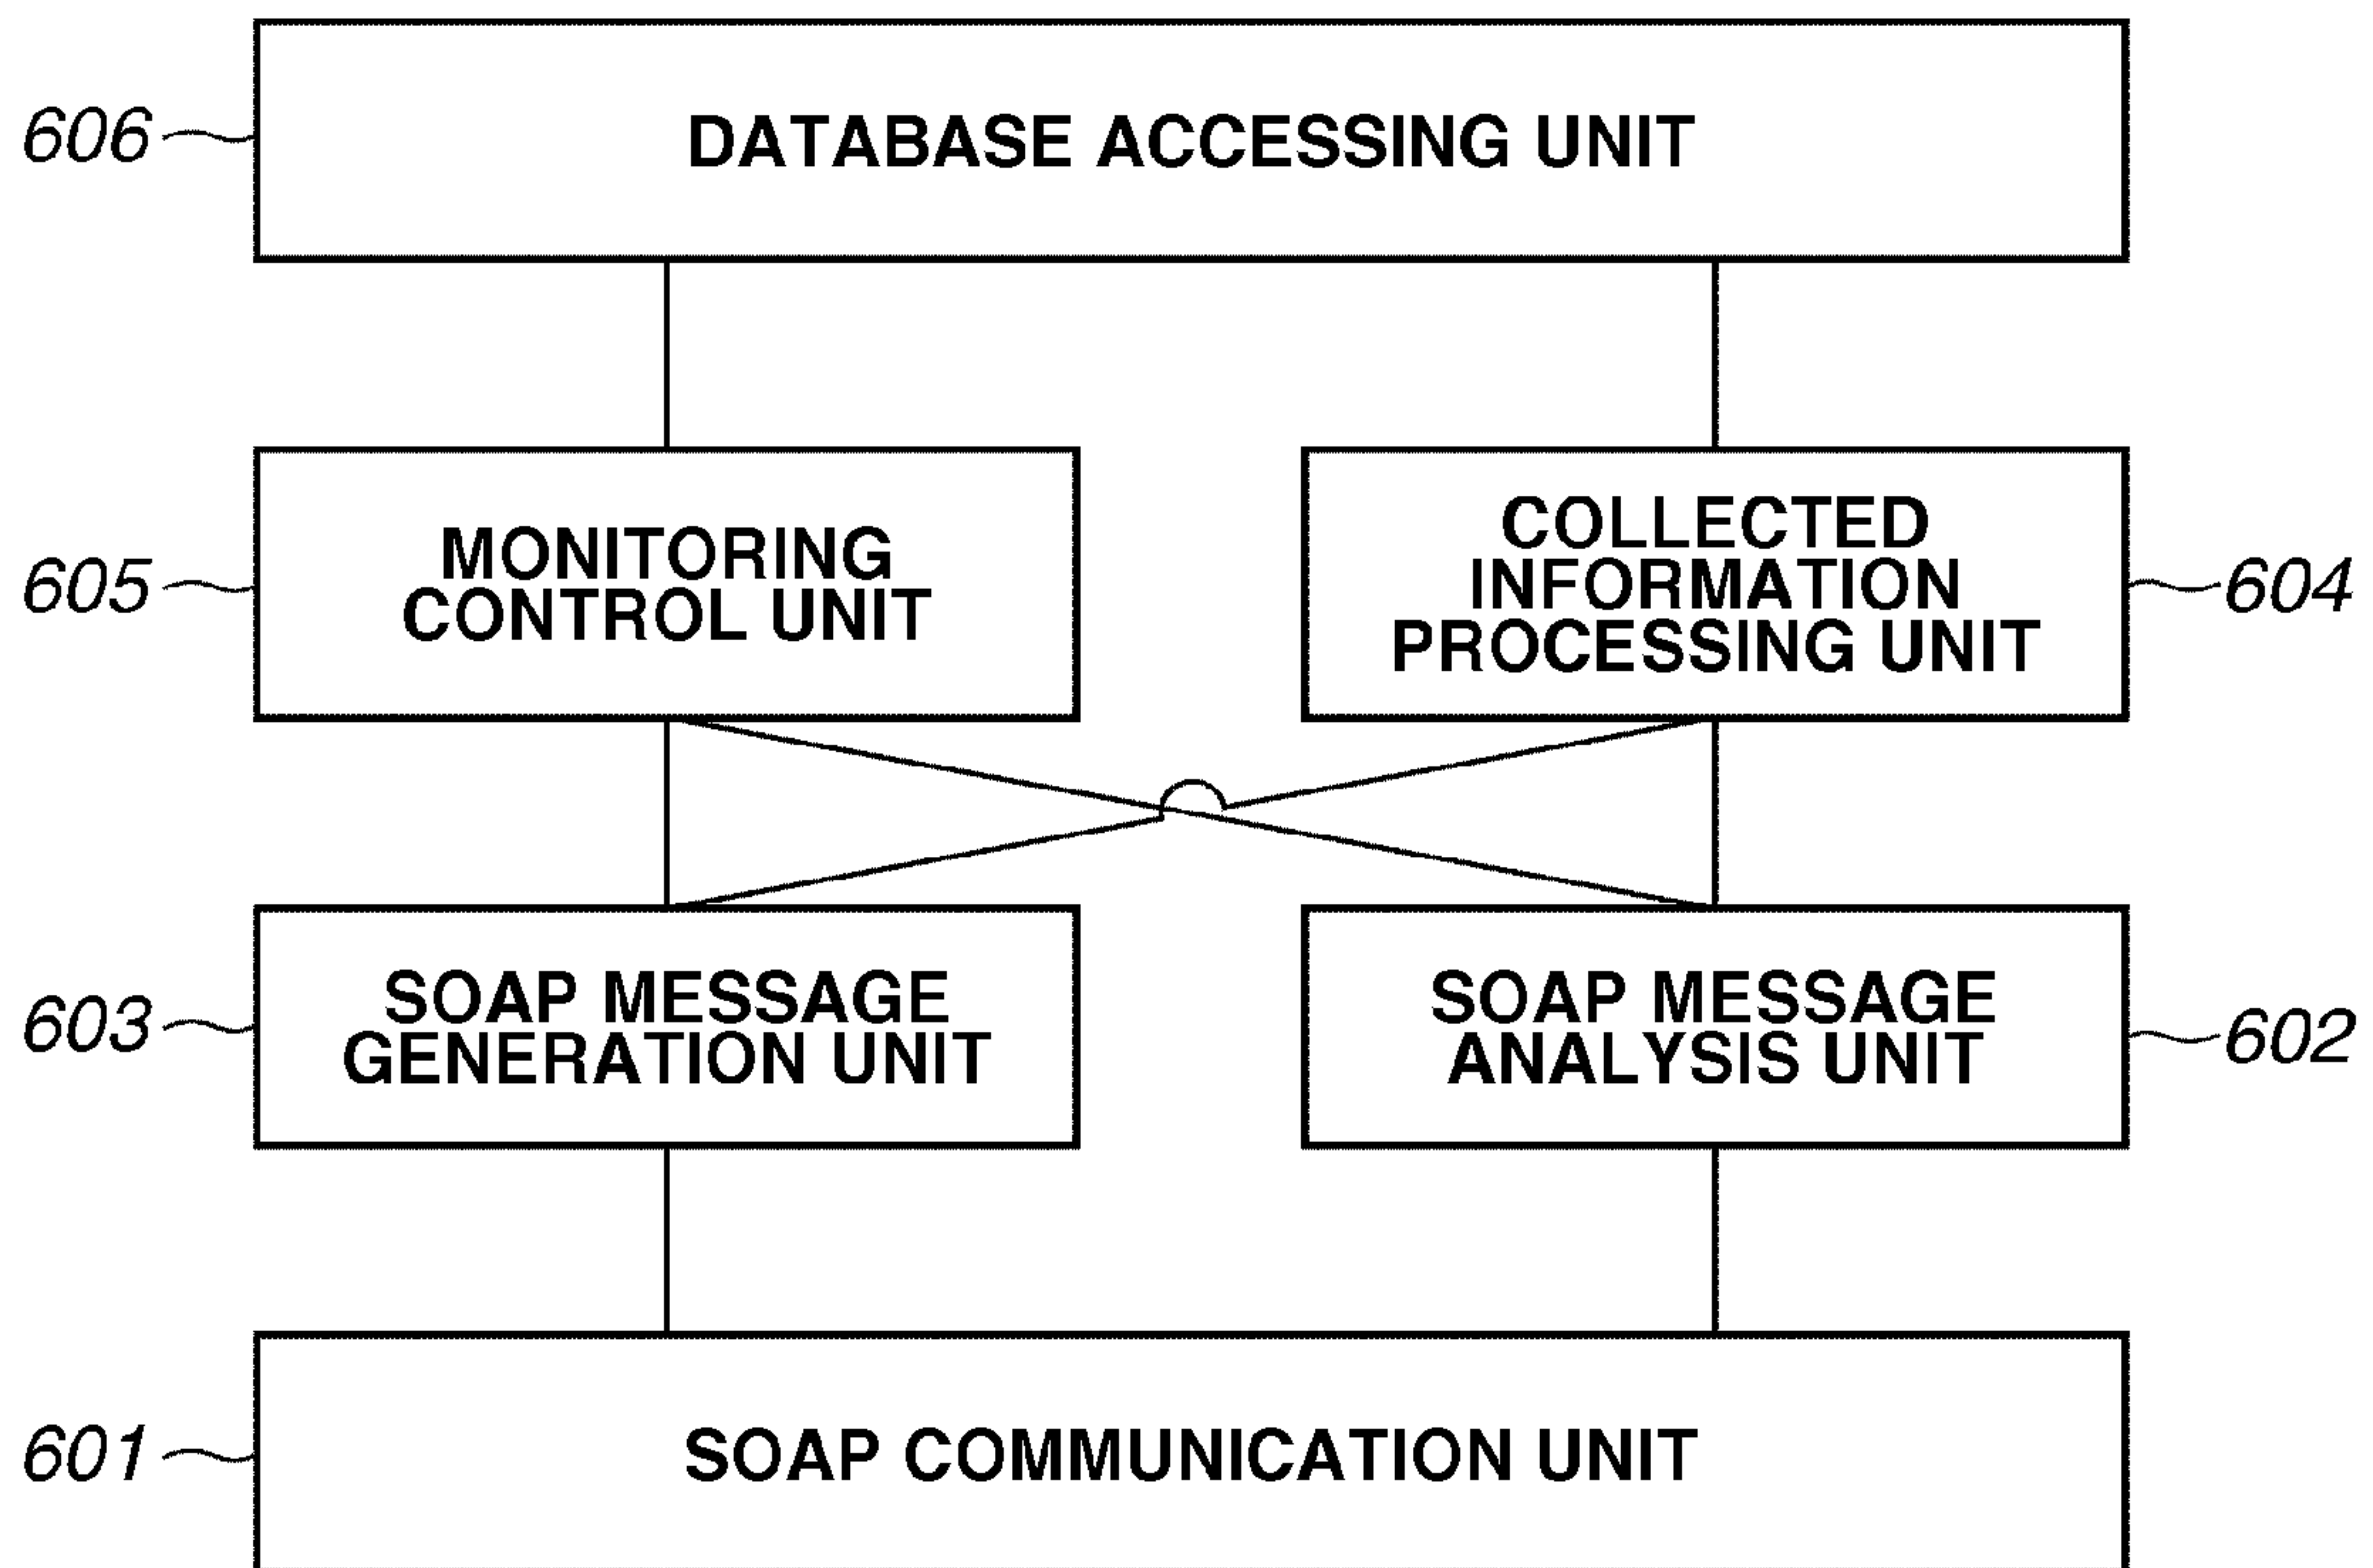 606
DATABASE ACCESSING UNIT
605
MONITORING
CONTROL UNIT
COLLECTED
INFORMATION
PROCESSING UNIT
604
603
SOAP MESSAGE
GENERATION UNIT
SOAP MESSAGE
ANALYSIS UNIT
602
601
SOAP COMMUNICATION UNIT